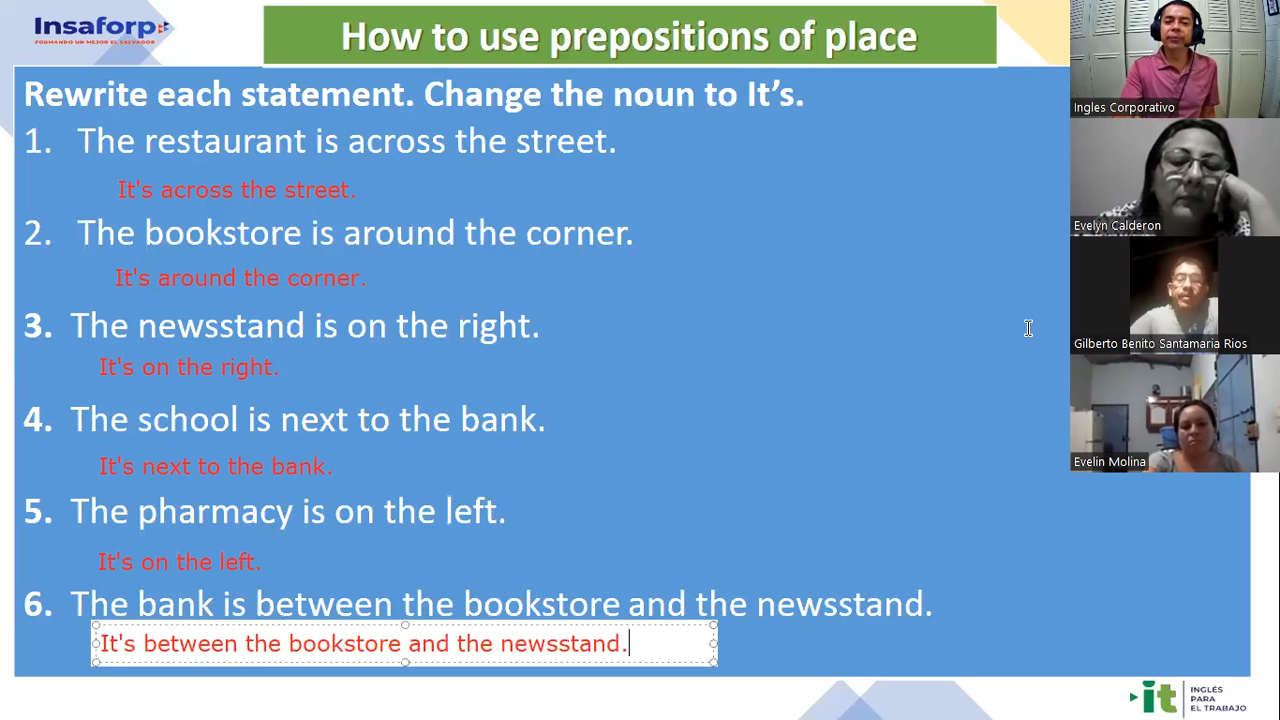 Insaforp
FORMANDO UN MEJOR EL SALVADOR
How to use prepositions of place
Rewrite each statement. Change the noun to It's.
1. The restaurant is across the street.
It's across the street.
2. The bookstore is around the corner.
It's around the corner.
3. The newsstand is on the right.
It's on the right.
4. The school is next to the bank.
It's next to the bank.
5. The pharmacy is on the left.
It's on the left.
6. The bank is between the bookstore and the newsstand.
It's between the bookstore and the newsstand.
Ingles Corporativo
Evelyn Calderon
Gilberto Benito Santamaria Rios
Evelin Molina
it
INGLÉS
PARA
EL TRABAJO